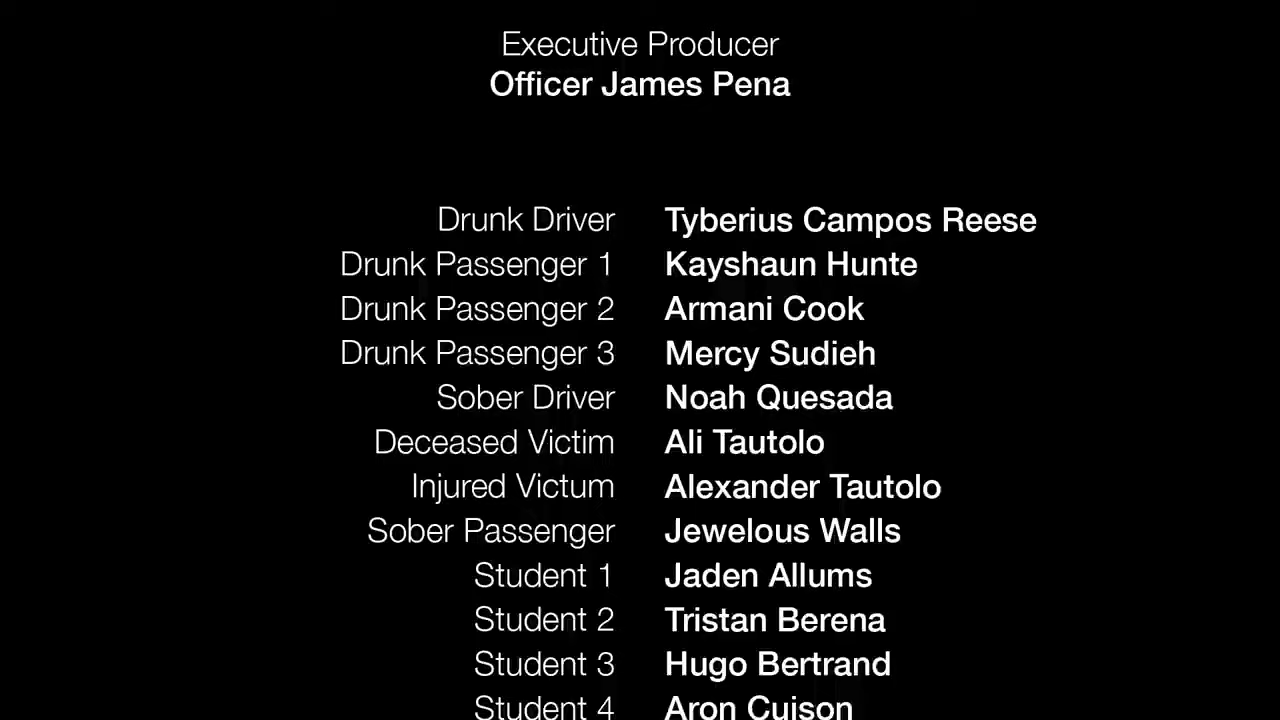 Executive Producer
Officer James Pena
Drunk Driver Tyberius Campos Reese
Drunk Passenger 1 Kayshaun Hunte
Drunk Passenger 2 Armani Cook
Drunk Passenger 3 Mercy Sudieh
Sober Driver Noah Quesada
Deceased Victim Ali Tautolo
Injured Victum Alexander Tautolo
Sober Passenger Jewelous Walls
Student 1 Jaden Allums
Student 2 Tristan Berena
Student 3 Hugo Bertrand
Student 4 Aron Cuison